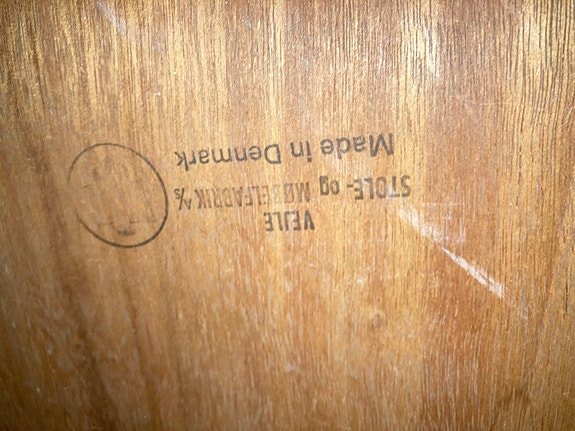 VEJLE
STOLE- og MØBELFABRIK A/S
Made in Denmark